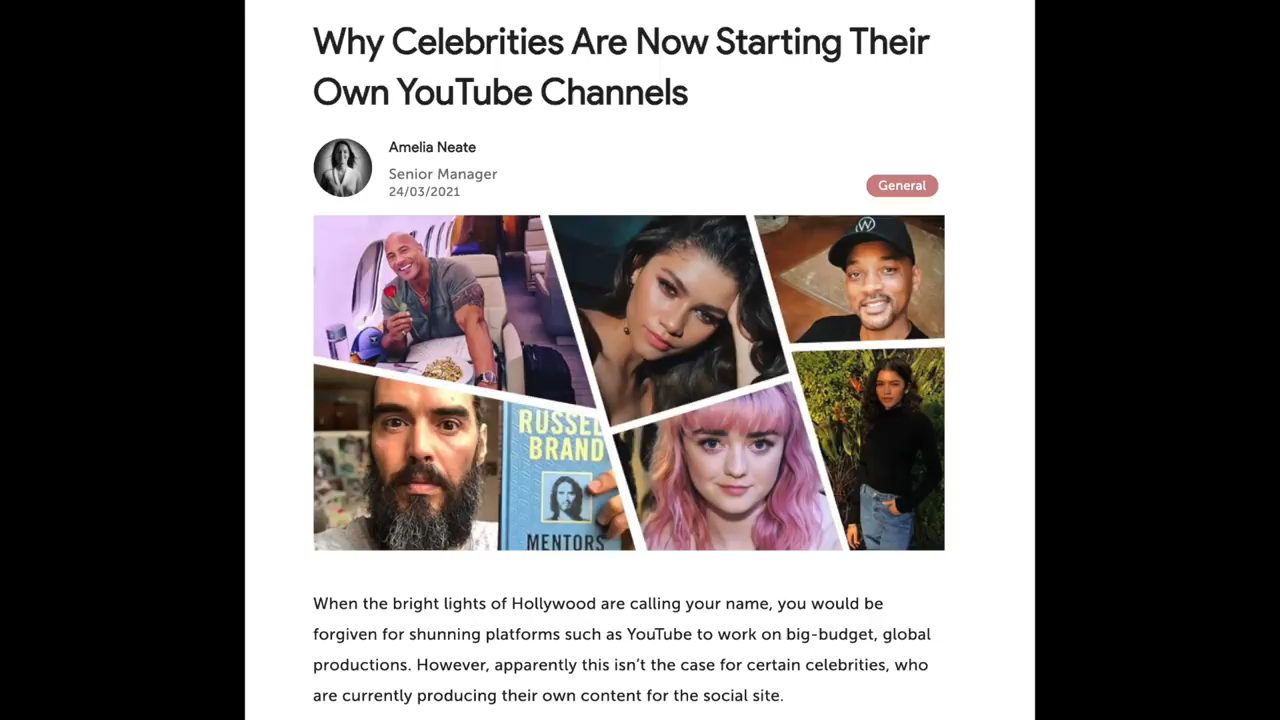 Why Celebrities Are Now Starting Their
Own YouTube Channels
Amelia Neate
Senior Manager
24/03/2021
General
W
RUSSEL
BRAND
MENTORS
When the bright lights of Hollywood are calling your name, you would be
forgiven for shunning platforms such as YouTube to work on big-budget, global
productions. However, apparently this isn’t the case for certain celebrities, who
are currently producing their own content for the social site.